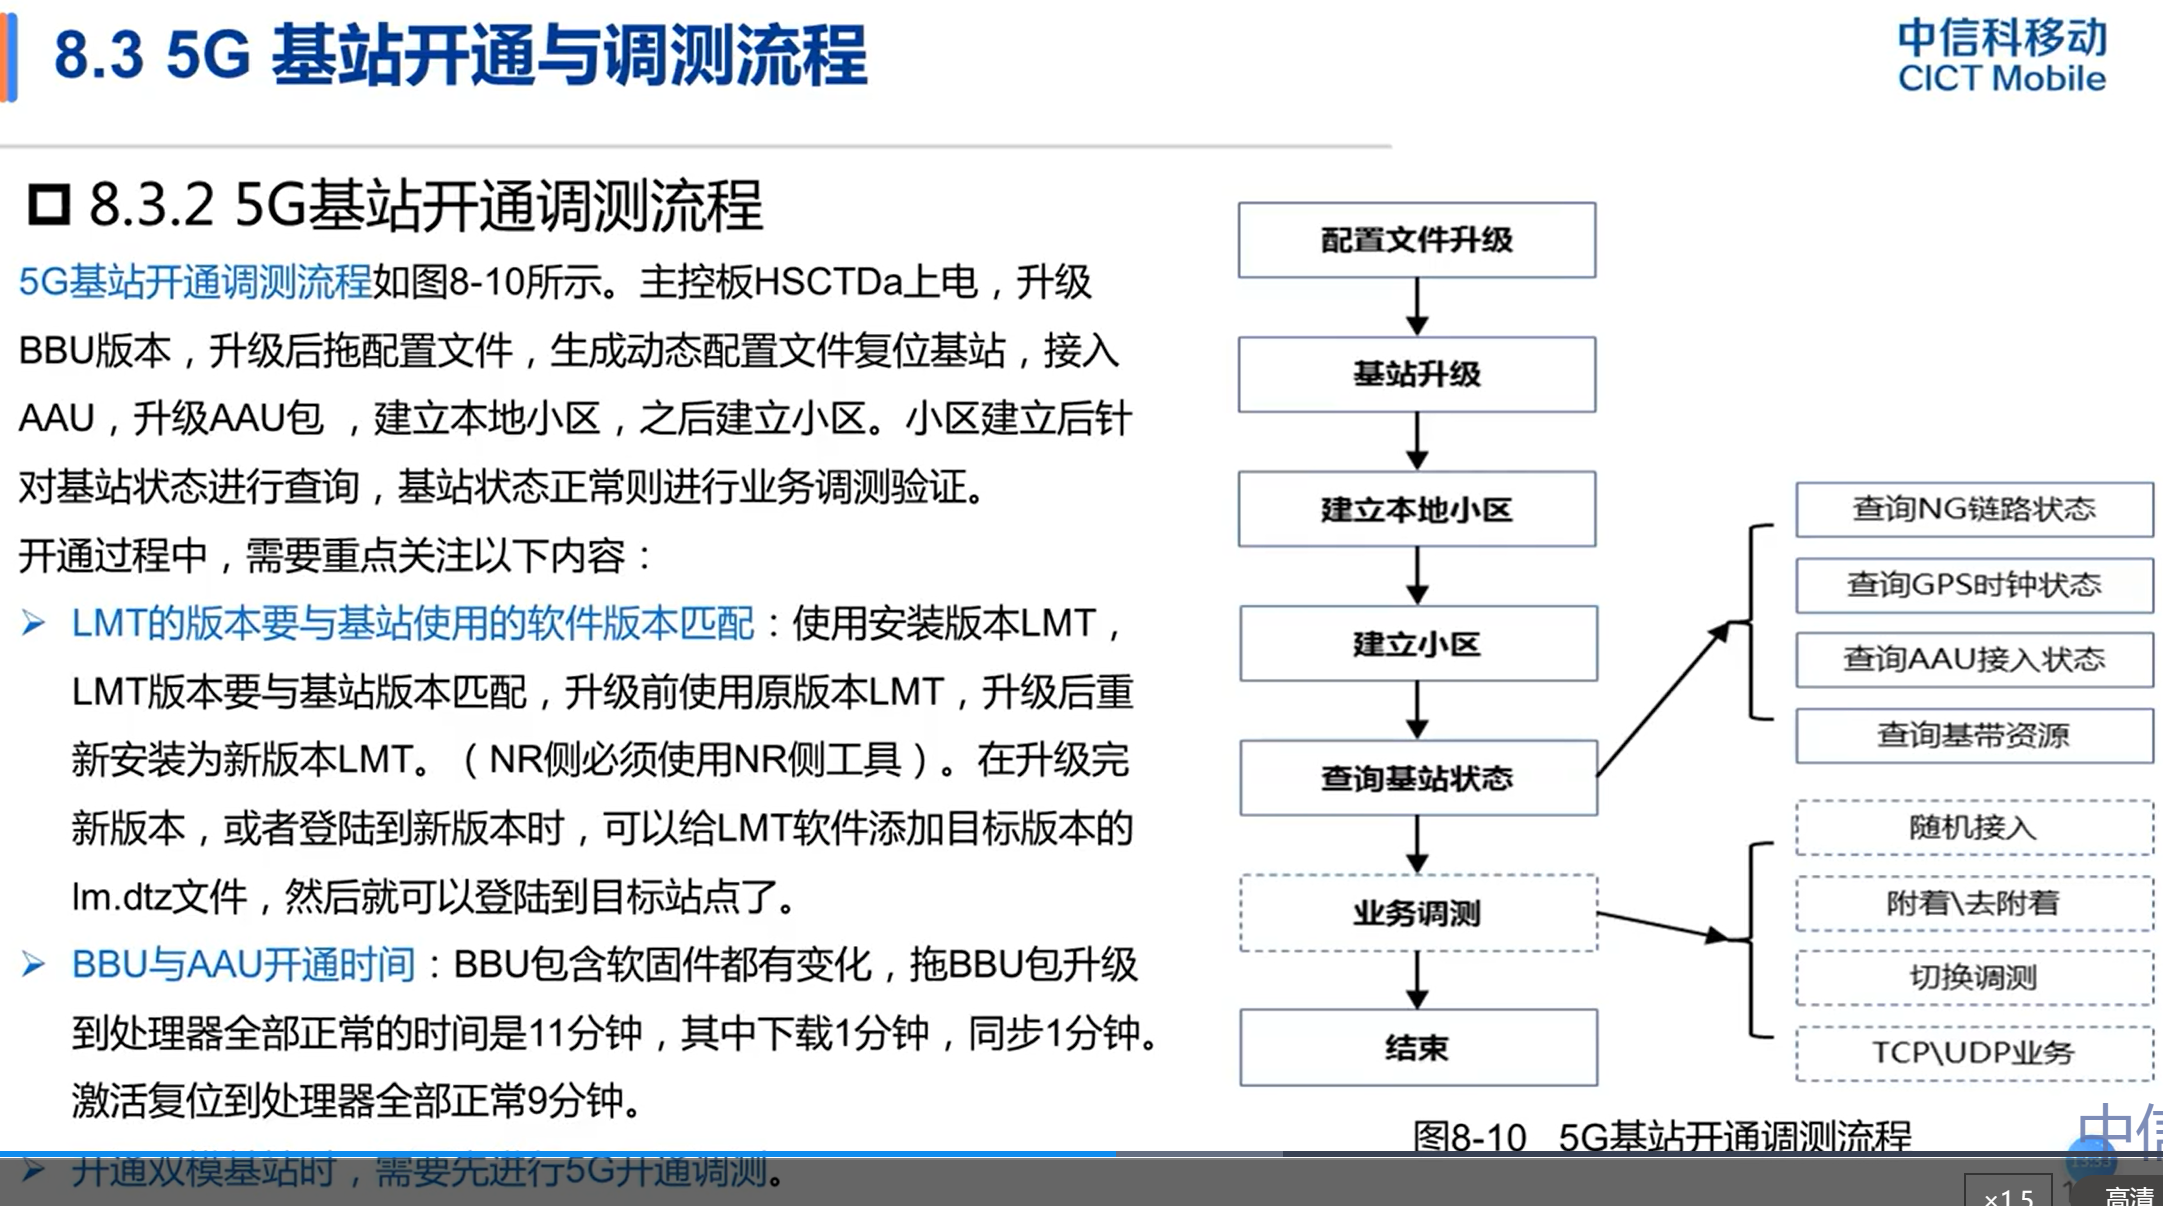 8.3 5G 基站开通与调测流程
中信科移动
CICT Mobile
8.3.2 5G基站开通调测流程
5G基站开通调测流程如图8-10所示。主控板HSCTDa上电，升级
BBU版本，升级后拖配置文件，生成动态配置文件复位基站，接入
AAU，升级AAU包 ，建立本地小区，之后建立小区。小区建立后针
对基站状态进行查询，基站状态正常则进行业务调测验证。
开通过程中，需要重点关注以下内容：
➢ LMT的版本要与基站使用的软件版本匹配：使用安装版本LMT，
LMT版本要与基站版本匹配，升级前使用原版本LMT，升级后重
新安装为新版本LMT。（NR侧必须使用NR侧工具）。在升级完
新版本，或者登陆到新版本时，可以给LMT软件添加目标版本的
lm.dtz文件，然后就可以登陆到目标站点了。
➢ BBU与AAU开通时间：BBU包含软固件都有变化，拖BBU包升级
到处理器全部正常的时间是11分钟，其中下载1分钟，同步1分钟。
激活复位到处理器全部正常9分钟。
➢ 开通双模基站时，需要先进行5G开通调测。
配置文件升级
基站升级
建立本地小区
建立小区
查询基站状态
业务调测
结束
查询NG链路状态
查询GPS时钟状态
查询AAU接入状态
查询基带资源
随机接入
附着\去附着
切换调测
TCP\UDP业务
图8-10 5G基站开通调测流程
中信
×1.5
高清